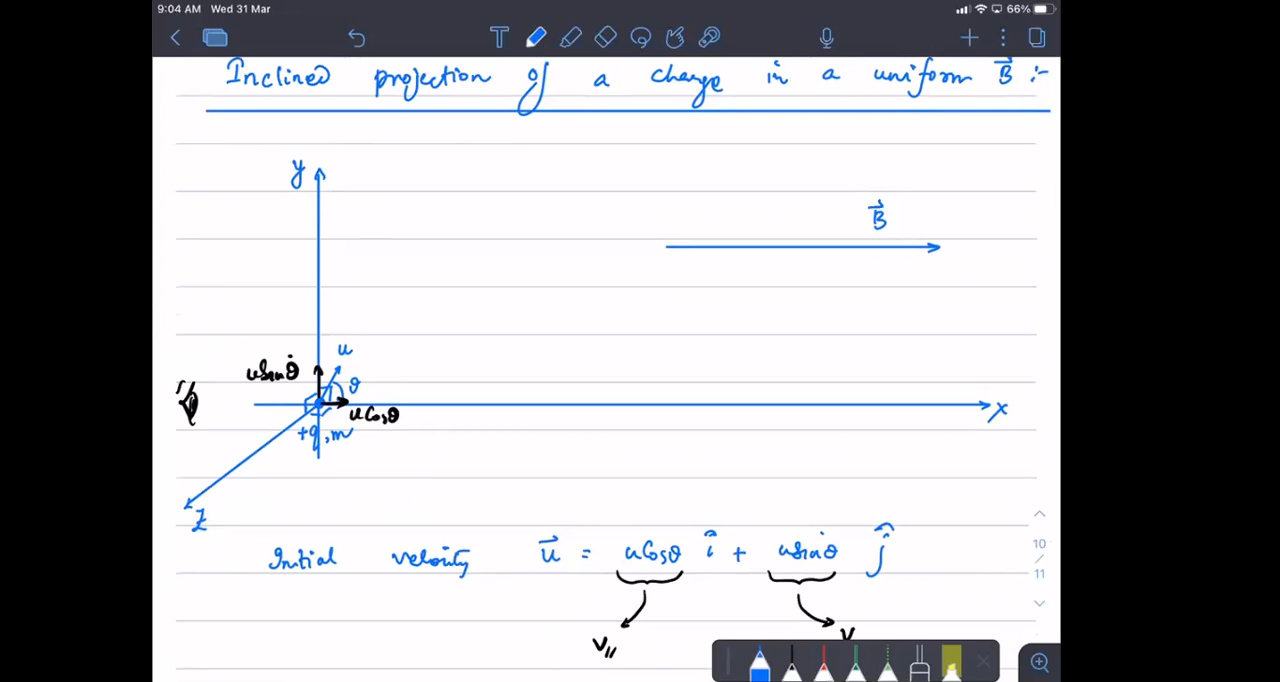 9:04 AM Wed 31 Mar 66%
Inclined projection of a charge in a uniform B⃗ :-
y
B⃗
u
usinθ
θ
ucosθ
x
+q,m
Z
Initial velocity u⃗ = ucosθ î + usinθ ĵ
10
/
11
V∥ V